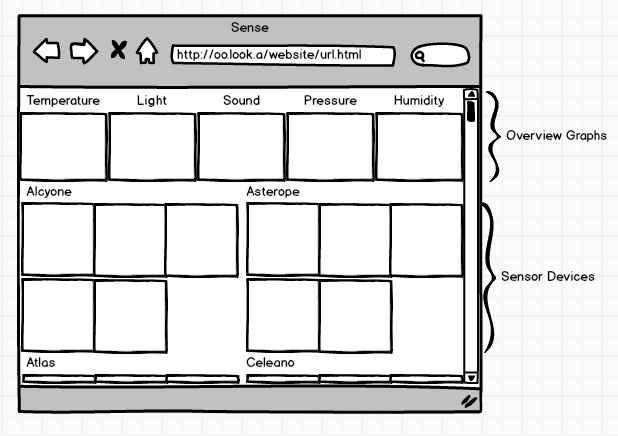 Sense
http://oo.look.a/website/url.html
Temperature Light Sound Pressure Humidity
Overview Graphs
Alcyone Asterope
Sensor Devices
Atlas Celeano